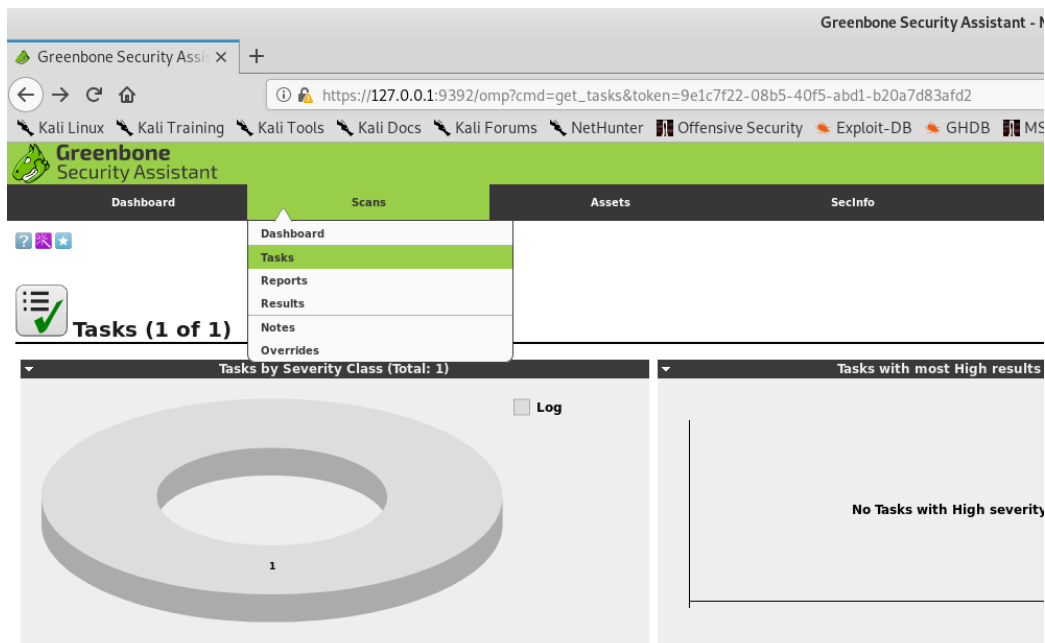 Greenbone Security Assistant -
Greenbone Security Assis
https://127.0.0.1:9392/omp?cmd=get_tasks&token=9e1c7f22-08b5-40f5-abd1-b20a7d83afd2
Kali Linux Kali Training Kali Tools Kali Docs Kali Forums NetHunter Offensive Security Exploit-DB GHDB MS
Greenbone
Security Assistant
Dashboard Scans Assets SecInfo
Dashboard
Tasks
Reports
Results
Notes
Overrides
Tasks (1 of 1)
Tasks by Severity Class (Total: 1) Tasks with most High results
Log
No Tasks with High severity
1